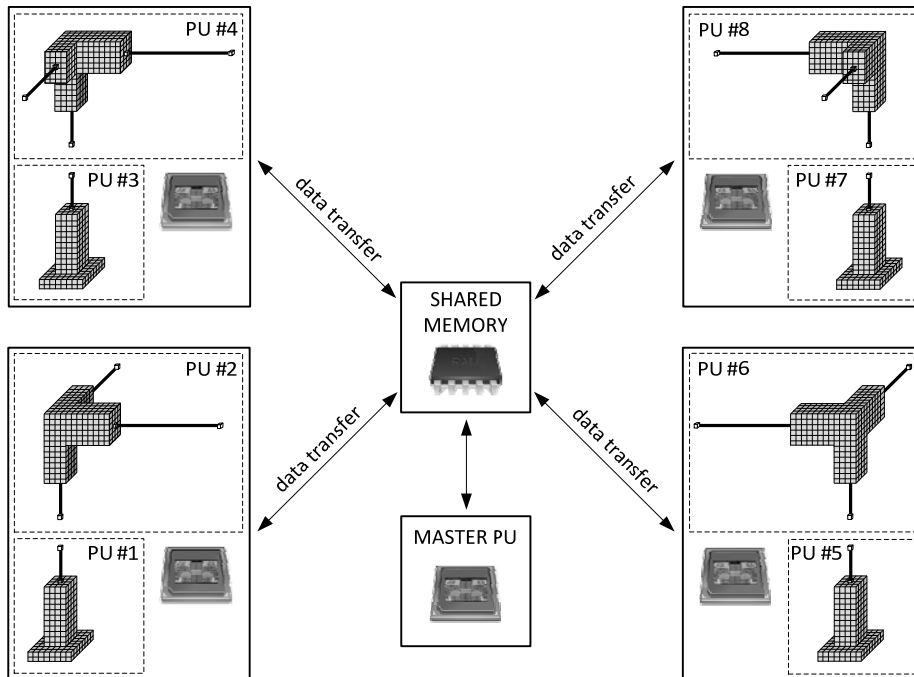 PU #4
PU #8
PU #3
PU #7
data transfer
data transfer
SHARED
MEMORY
PU #2
PU #6
data transfer
data transfer
MASTER PU
PU #1
PU #5